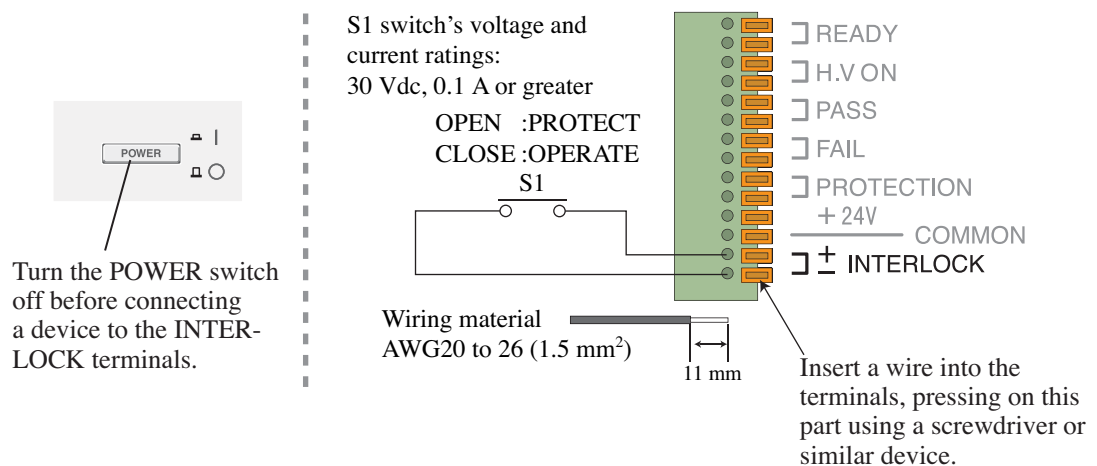 POWER
Turn the POWER switch
off before connecting
a device to the INTER-
LOCK terminals.
S1 switch’s voltage and
current ratings:
30 Vdc, 0.1 A or greater
OPEN :PROTECT
CLOSE :OPERATE
S1
READY
H.V ON
PASS
FAIL
PROTECTION
+24V
COMMON
± INTERLOCK
Wiring material
AWG20 to 26 (1.5 mm²)
11 mm
Insert a wire into the
terminals, pressing on this
part using a screwdriver or
similar device.